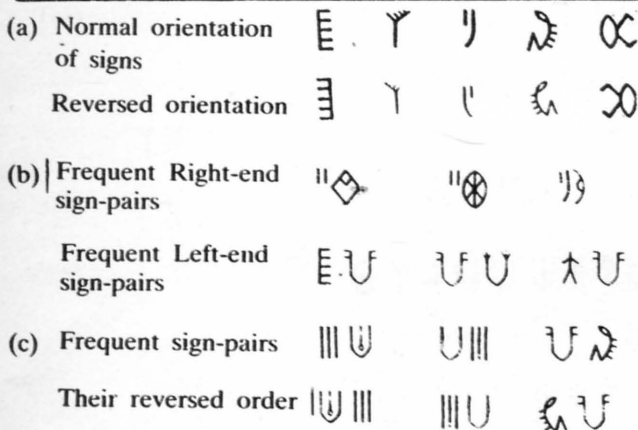 (a) Normal orientation
of signs
Reversed orientation
(b) Frequent Right-end
sign-pairs
Frequent Left-end
sign-pairs
(c) Frequent sign-pairs
Their reversed order